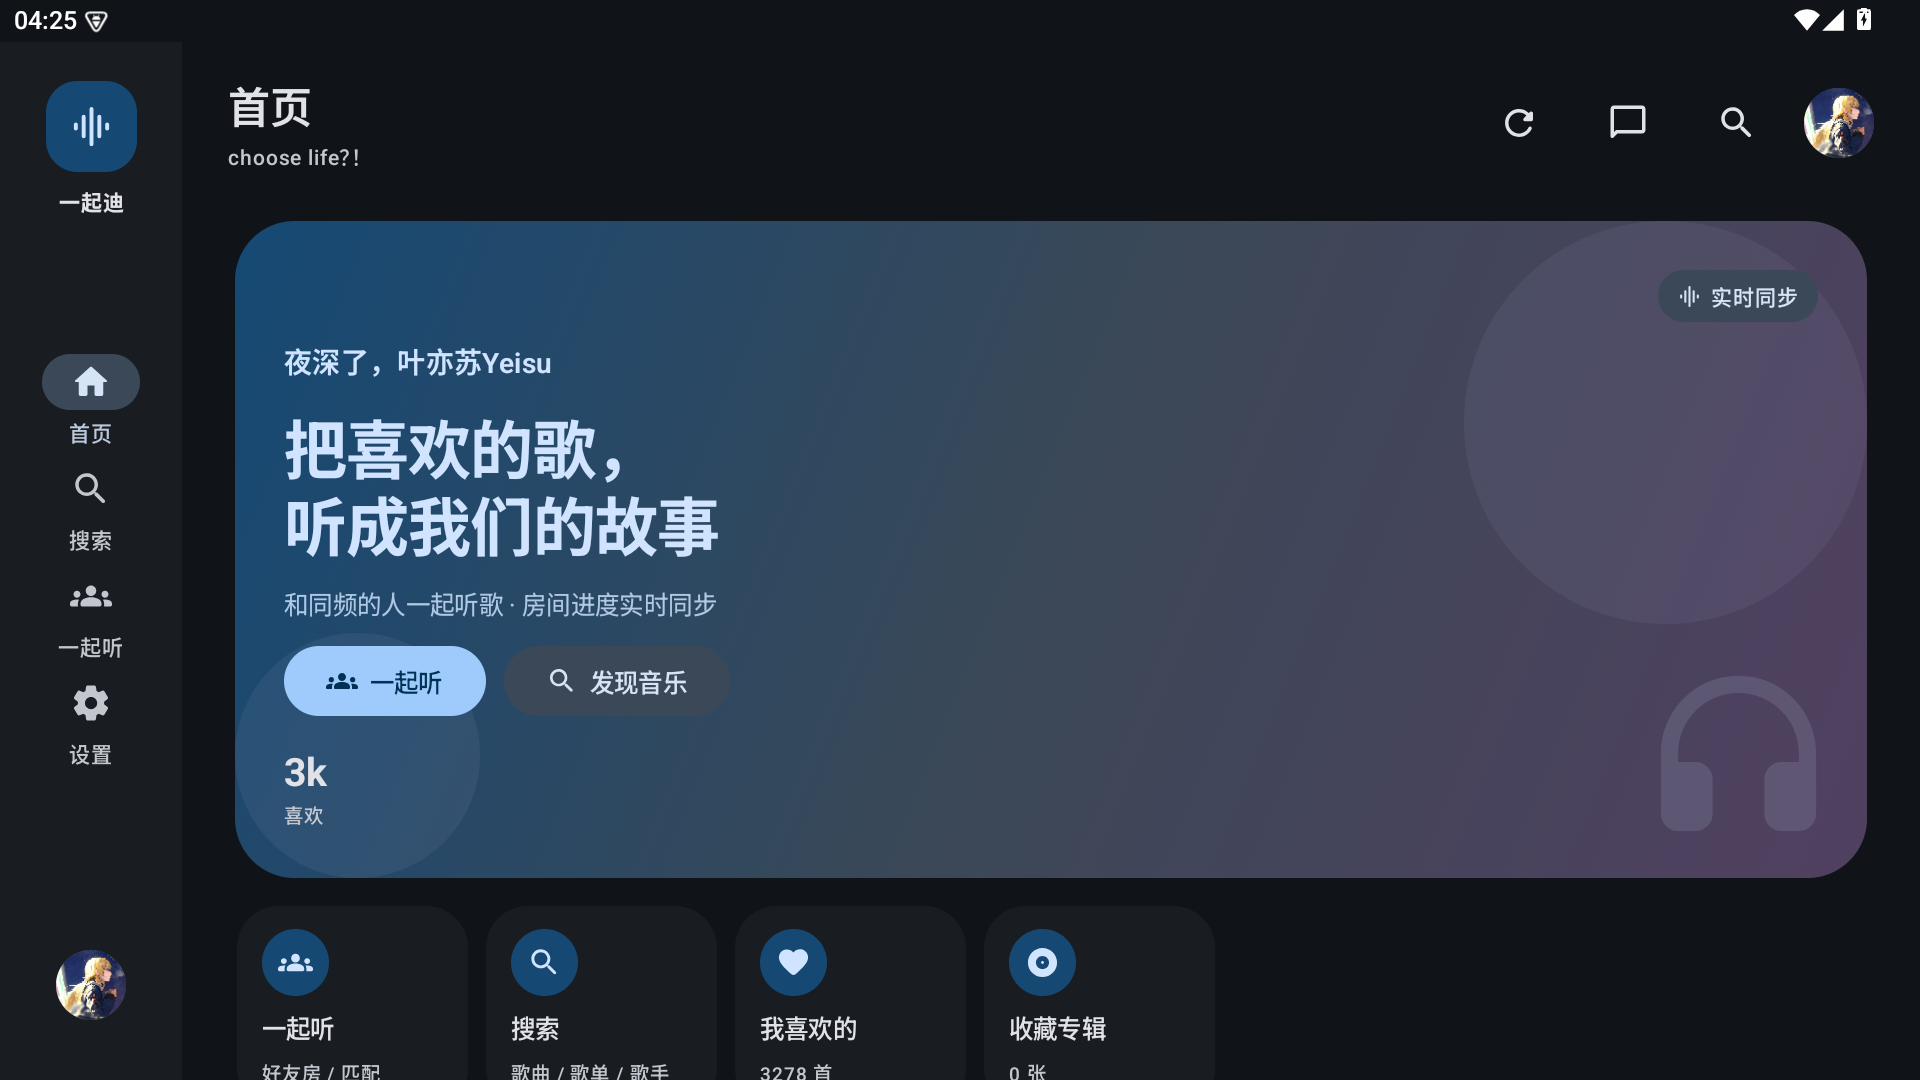 04:25
一起迪
首页
搜索
一起听
设置
首页
choose life?!
实时同步
夜深了，叶亦苏Yeisu
把喜欢的歌，
听成我们的故事
和同频的人一起听歌 · 房间进度实时同步
一起听
发现音乐
3k
喜欢
一起听
好友房 / 匹配
搜索
歌曲 / 歌单 / 歌手
我喜欢的
3278 首
收藏专辑
0 张